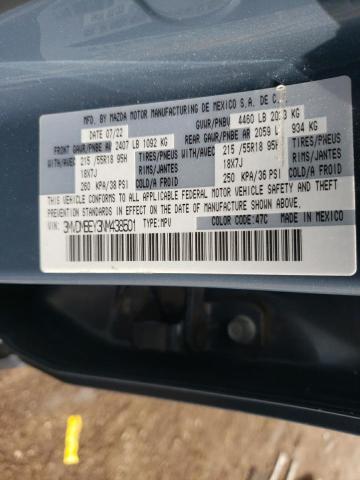 MFD. BY MAZDA MOTOR MANUFACTURING DE MEXICO S.A. DE C.V.
DATE 07/22 GVWR/PNBV 4460 LB 2023 KG
FRONT GAWR/PNBE AV 2407 LB 1092 KG REAR GAWR/PNBE AR 2059 LB 934 KG
WITH/AVEC 215 /55R18 95H TIRES/PNEUS WITH/AVEC 215 /55R18 95H TIRES/PNEUS
18X7J RIMS/JANTES 18X7J RIMS/JANTES
260 KPA/38 PSI COLD/A FROID 250 KPA/36 PSI COLD/A FROID
THIS VEHICLE CONFORMS TO ALL APPLICABLE FEDERAL MOTOR VEHICLE SAFETY, BUMPER, AND THEFT
PREVENTION STANDARDS IN EFFECT ON THE DATE OF MANUFACTURE SHOWN ABOVE.
VIN: 3MVDMBEY3NM438501 TYPE:MPV COLOR CODE:47C MADE IN MEXICO